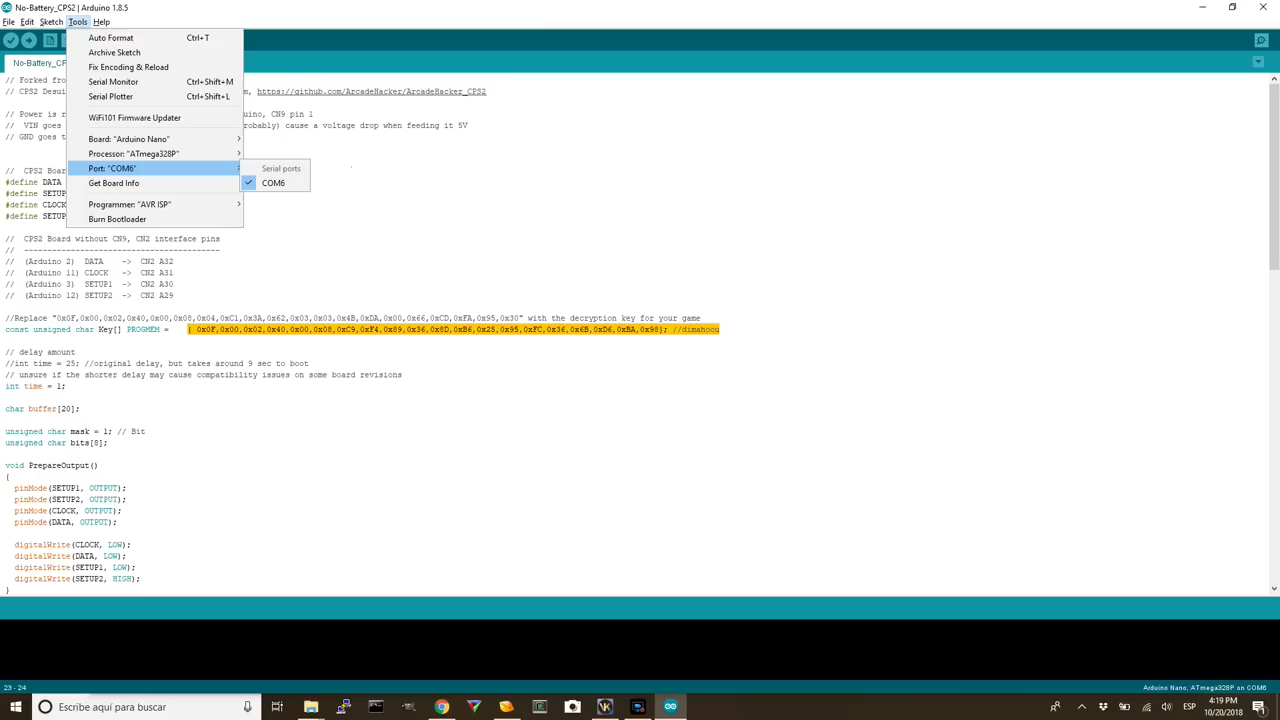 No-Battery_CPS2 | Arduino 1.8.5
File Edit Sketch Tools Help
Auto Format Ctrl+T
Archive Sketch
Fix Encoding & Reload
Serial Monitor Ctrl+Shift+M
Serial Plotter Ctrl+Shift+L
WiFi101 Firmware Updater
Board: "Arduino Nano"
Processor: "ATmega328P"
Port: "COM6"
Get Board Info
Programmer: "AVR ISP"
Burn Bootloader
Serial ports
COM6
No-Battery_CP
// Forked fro
// CPS2 Desui m, https://github.com/ArcadeHacker/ArcadeHacker_CPS2
// Power is r uino, CN9 pin 1
// VIN goes robably) cause a voltage drop when feeding it 5V
// GND goes t
// CPS2 Boar
#define DATA
#define SETUP
#define CLOCK
#define SETUP
// CPS2 Board without CN9, CN2 interface pins
// ---------------------------------------
// (Arduino 2) DATA -> CN2 A32
// (Arduino 11) CLOCK -> CN2 A31
// (Arduino 3) SETUP1 -> CN2 A30
// (Arduino 12) SETUP2 -> CN2 A29
//Replace "0x0F,0x00,0x02,0x40,0x00,0x08,0x04,0xC1,0x3A,0x62,0x03,0x4B,0xDA,0x00,0x66,0xCD,0xFA,0x95,0x30" with the decryption key for your game
const unsigned char Key[] PROGMEM = { 0x0F,0x00,0x02,0x40,0x00,0x08,0xC9,0xF4,0x89,0x36,0x8D,0xB6,0x25,0x95,0xFC,0x36,0x6B,0xD6,0xBA,0x98}; //dimahoou
// delay amount
//int time = 25; //original delay, but takes around 9 sec to boot
// unsure if the shorter delay may cause compatibility issues on some board revisions
int time = 1;
char buffer[20];
unsigned char mask = 1; // Bit
unsigned char bits[8];
void PrepareOutput()
{
pinMode(SETUP1, OUTPUT);
pinMode(SETUP2, OUTPUT);
pinMode(CLOCK, OUTPUT);
pinMode(DATA, OUTPUT);
digitalWrite(CLOCK, LOW);
digitalWrite(DATA, LOW);
digitalWrite(SETUP1, LOW);
digitalWrite(SETUP2, HIGH);
}
23 - 24 Arduino Nano, ATmega328P on COM6
Escribe aquí para buscar
ESP
4:19 PM
10/20/2018